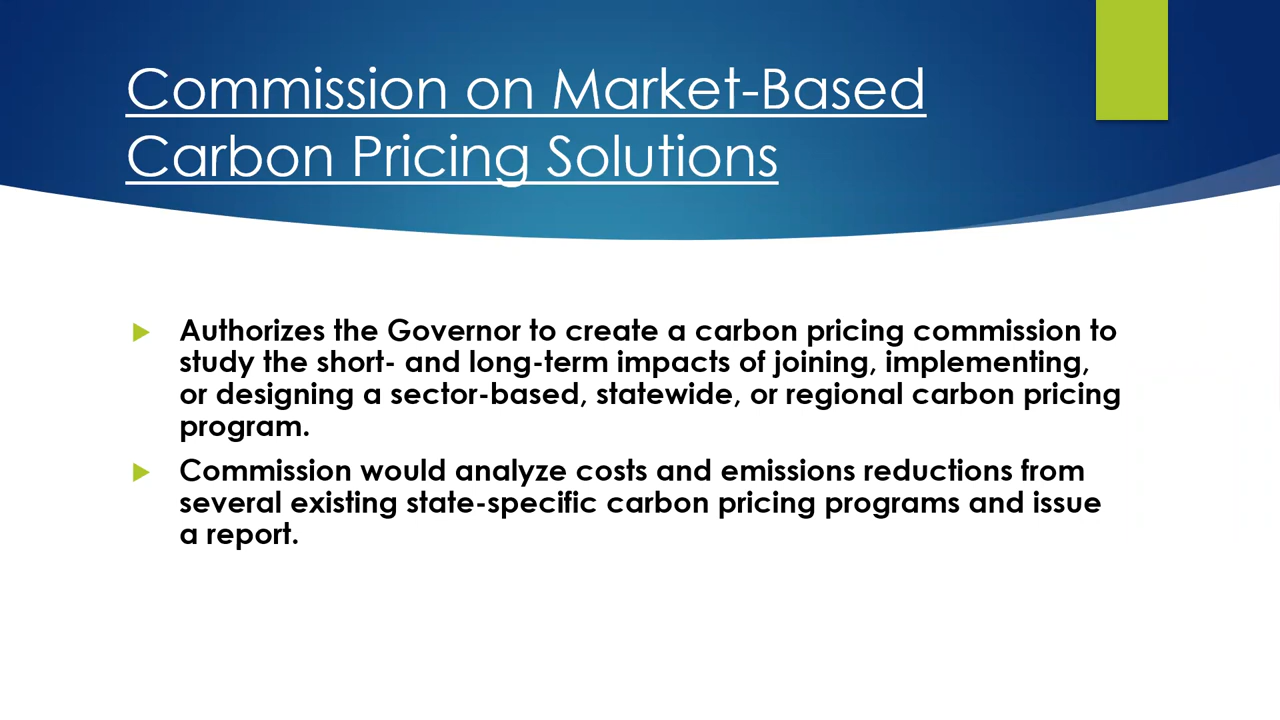 Commission on Market-Based
Carbon Pricing Solutions
Authorizes the Governor to create a carbon pricing commission to
study the short- and long-term impacts of joining, implementing,
or designing a sector-based, statewide, or regional carbon pricing
program.
Commission would analyze costs and emissions reductions from
several existing state-specific carbon pricing programs and issue
a report.